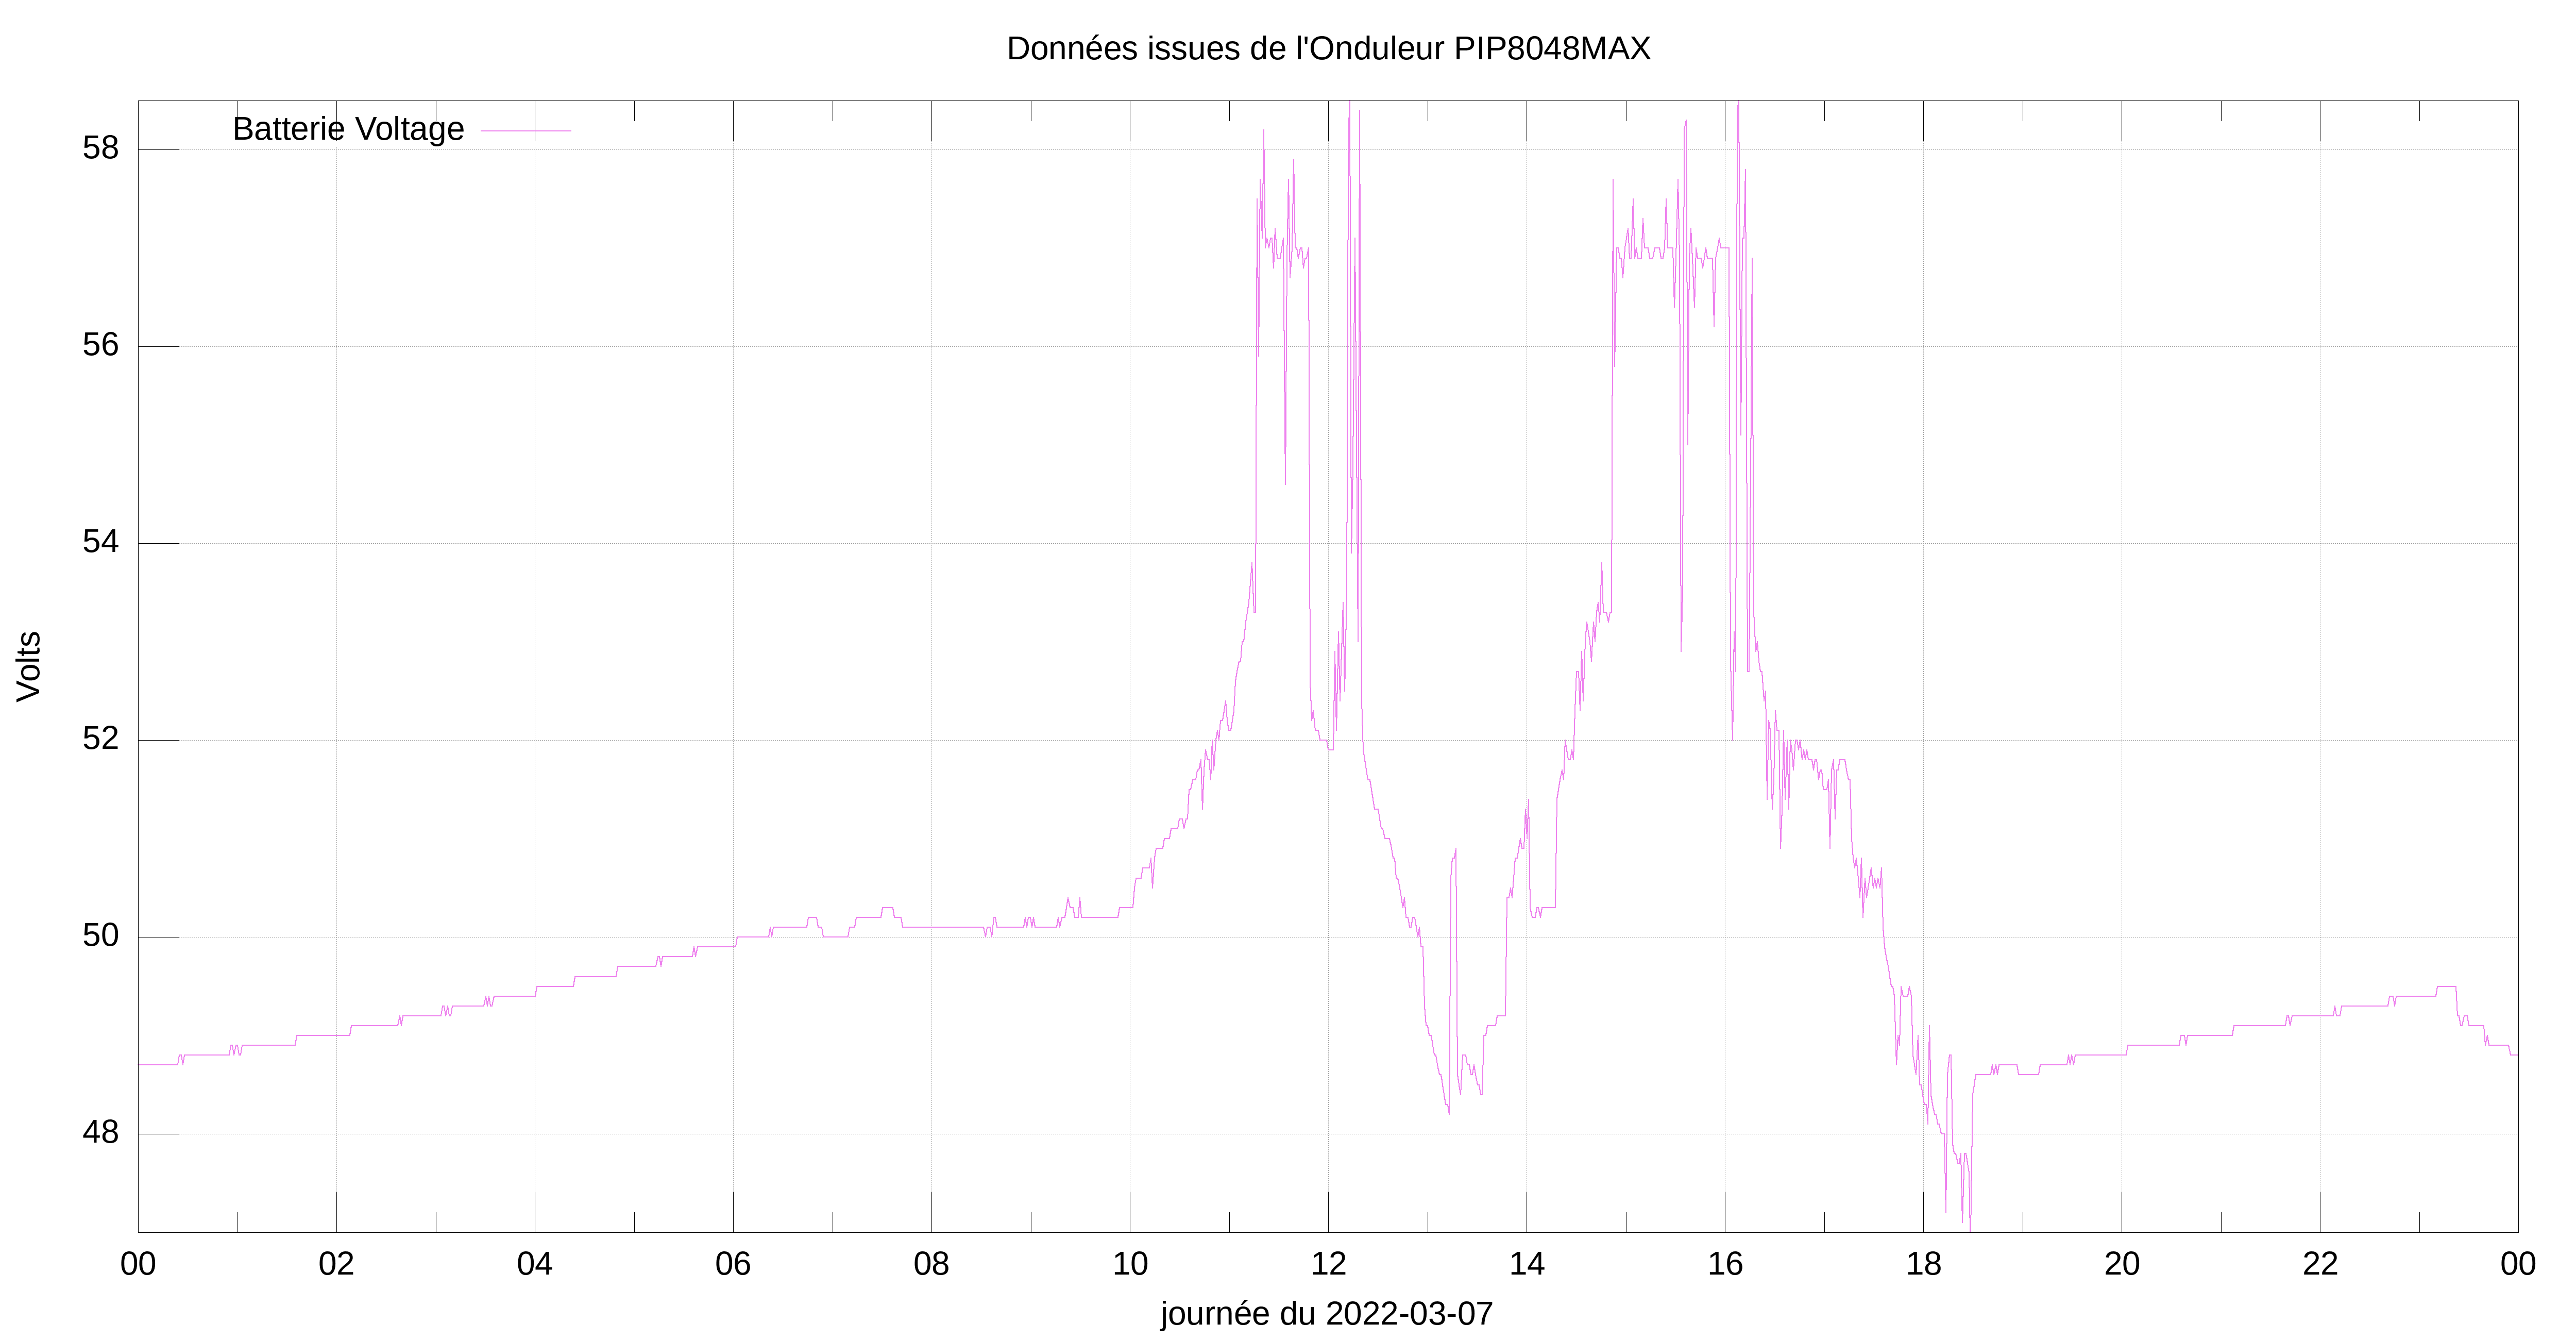 Données issues de l'Onduleur PIP8048MAX
Batterie Voltage
58
56
54
52
50
48
Volts
00 02 04 06 08 10 12 14 16 18 20 22 00
journée du 2022-03-07